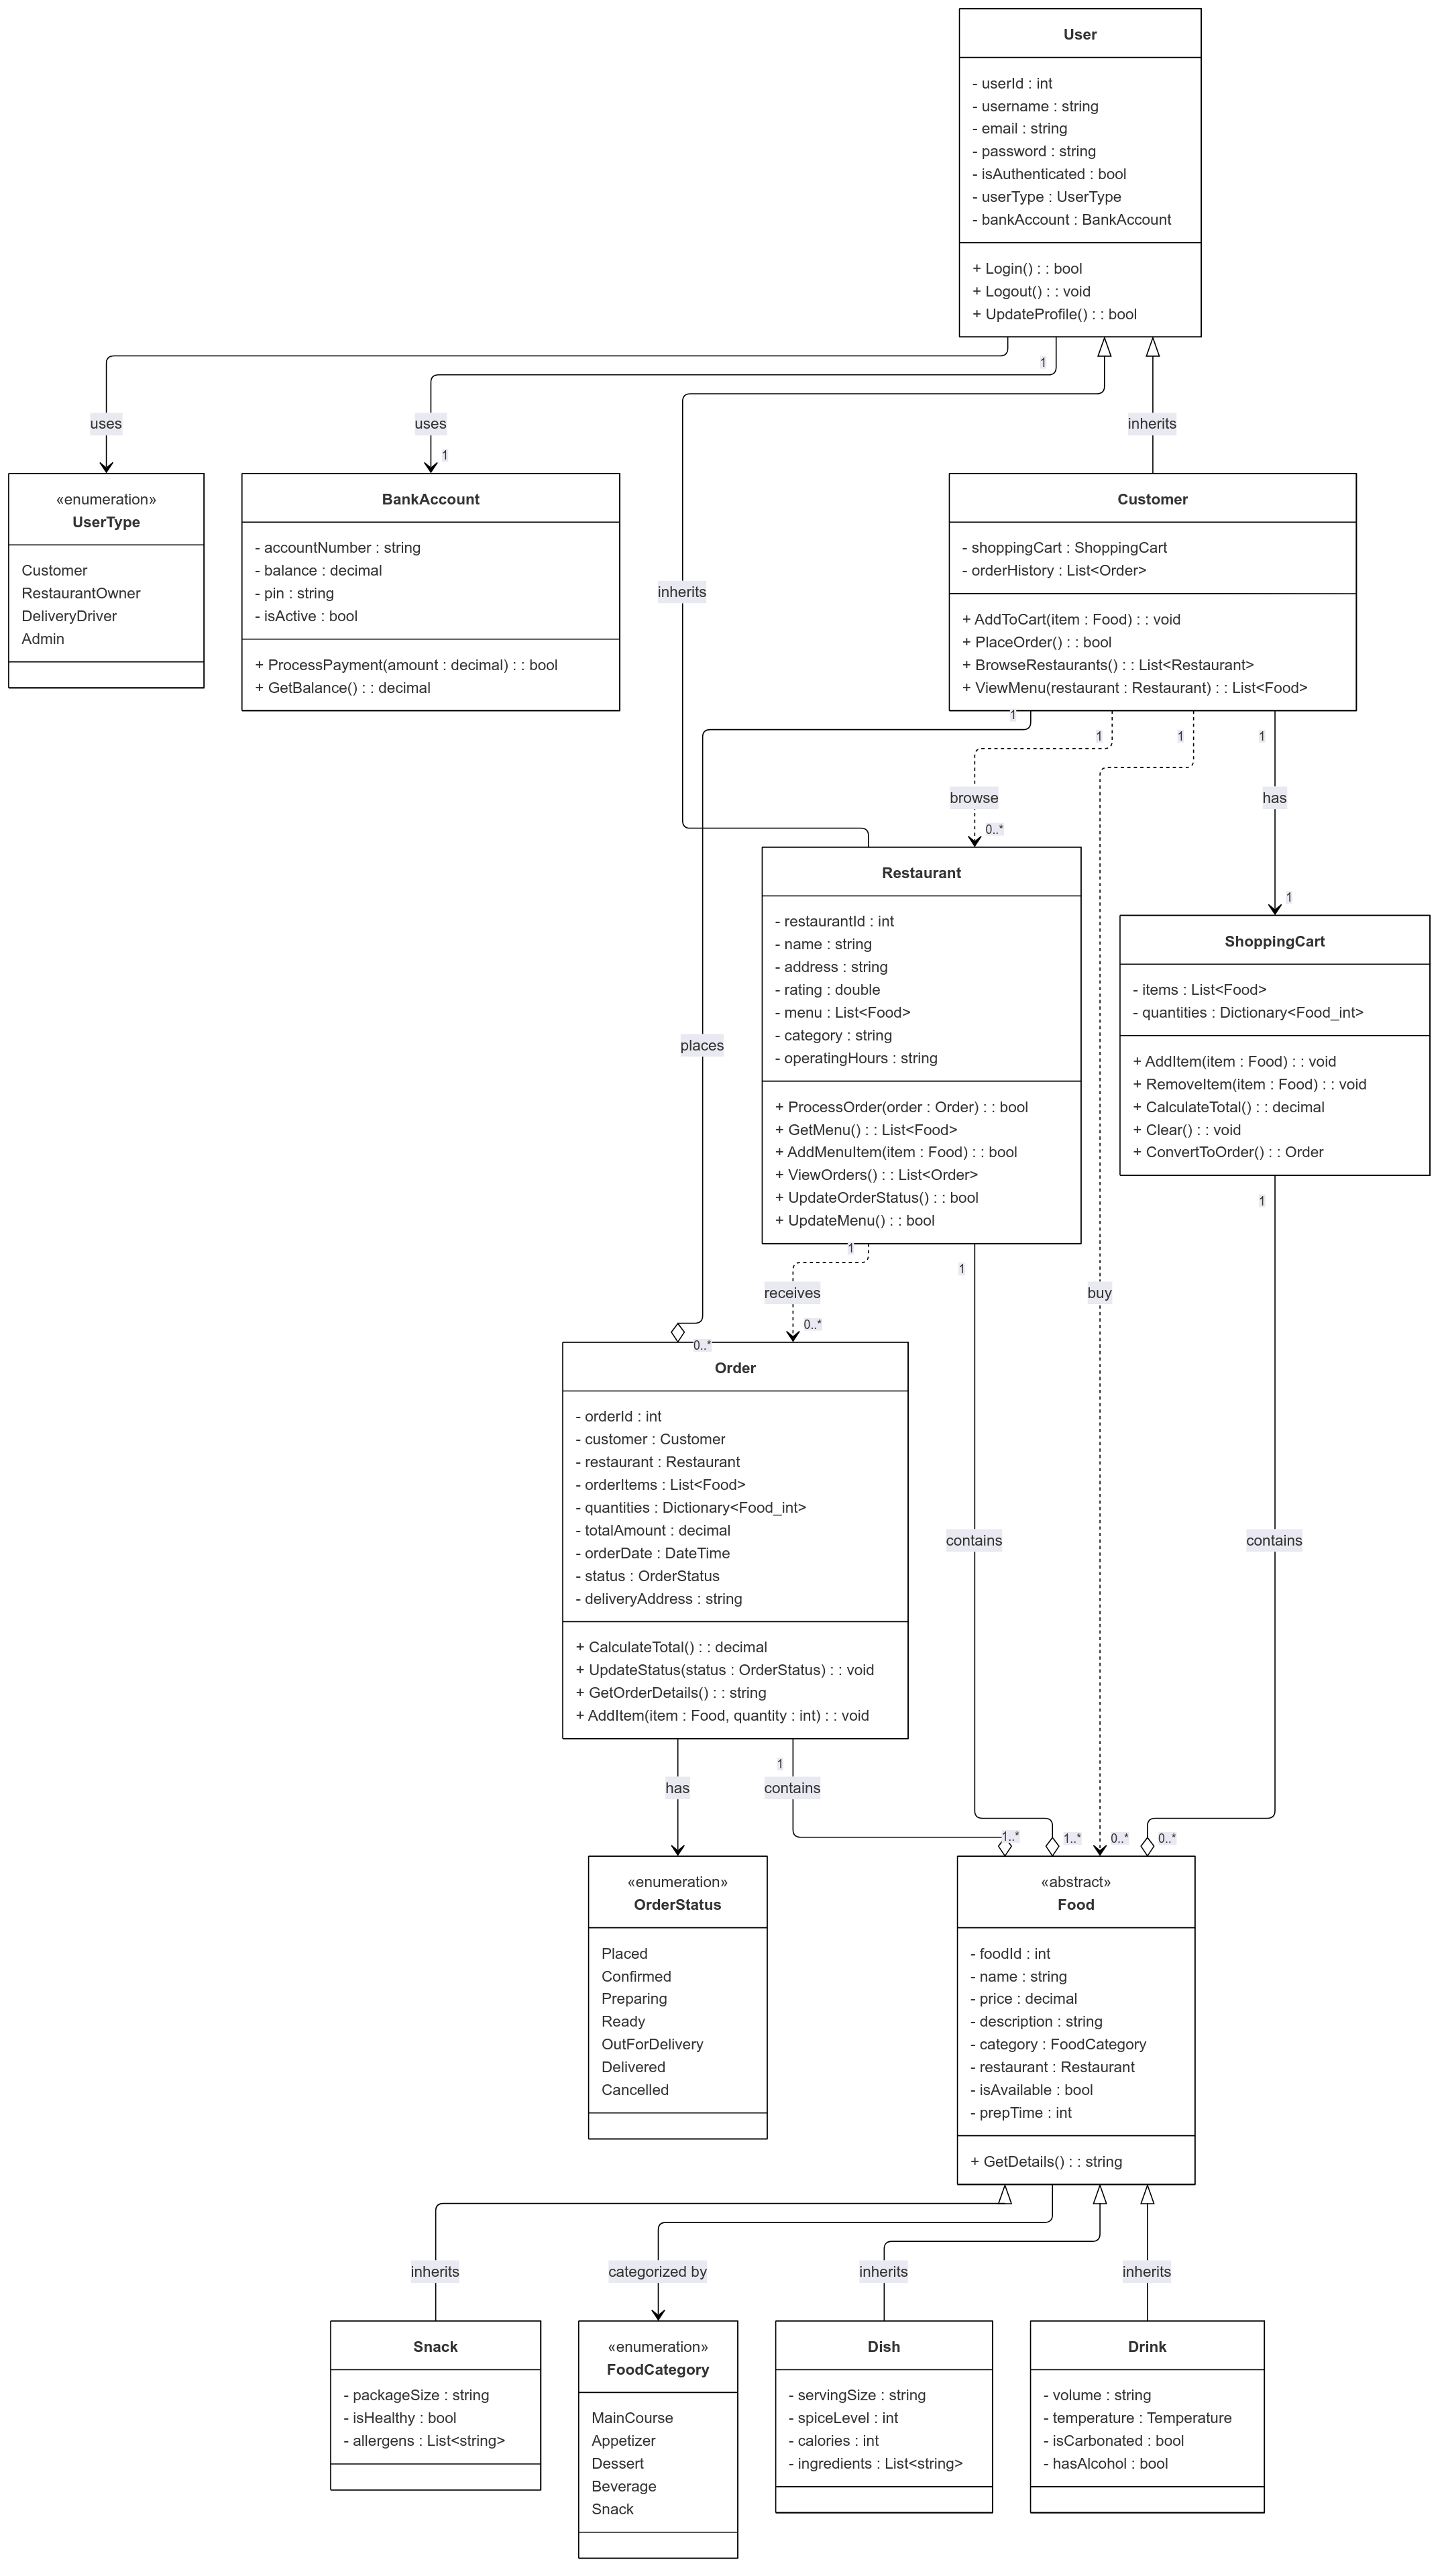 User
- userId : int
- username : string
- email : string
- password : string
- isAuthenticated : bool
- userType : UserType
- bankAccount : BankAccount
+ Login() : : bool
+ Logout() : : void
+ UpdateProfile() : : bool
1
uses
uses
inherits
1
«enumeration»
UserType
Customer
RestaurantOwner
DeliveryDriver
Admin
BankAccount
- accountNumber : string
- balance : decimal
- pin : string
- isActive : bool
+ ProcessPayment(amount : decimal) : : bool
+ GetBalance() : : decimal
inherits
Customer
- shoppingCart : ShoppingCart
- orderHistory : List<Order>
+ AddToCart(item : Food) : : void
+ PlaceOrder() : : bool
+ BrowseRestaurants() : : List<Restaurant>
+ ViewMenu(restaurant : Restaurant) : : List<Food>
1
1
1
1
browse
has
0..*
1
Restaurant
- restaurantId : int
- name : string
- address : string
- rating : double
- menu : List<Food>
- category : string
- operatingHours : string
+ ProcessOrder(order : Order) : : bool
+ GetMenu() : : List<Food>
+ AddMenuItem(item : Food) : : bool
+ ViewOrders() : : List<Order>
+ UpdateOrderStatus() : : bool
+ UpdateMenu() : : bool
ShoppingCart
- items : List<Food>
- quantities : Dictionary<Food_int>
+ AddItem(item : Food) : : void
+ RemoveItem(item : Food) : : void
+ CalculateTotal() : : decimal
+ Clear() : : void
+ ConvertToOrder() : : Order
places
1
1
1
receives
buy
0..*
0..*
Order
- orderId : int
- customer : Customer
- restaurant : Restaurant
- orderItems : List<Food>
- quantities : Dictionary<Food_int>
- totalAmount : decimal
- orderDate : DateTime
- status : OrderStatus
- deliveryAddress : string
+ CalculateTotal() : : decimal
+ UpdateStatus(status : OrderStatus) : : void
+ GetOrderDetails() : : string
+ AddItem(item : Food, quantity : int) : : void
contains
contains
1
has
contains
1..*
1..*
0..*
0..*
«enumeration»
OrderStatus
Placed
Confirmed
Preparing
Ready
OutForDelivery
Delivered
Cancelled
«abstract»
Food
- foodId : int
- name : string
- price : decimal
- description : string
- category : FoodCategory
- restaurant : Restaurant
- isAvailable : bool
- prepTime : int
+ GetDetails() : : string
inherits
categorized by
inherits
inherits
Snack
- packageSize : string
- isHealthy : bool
- allergens : List<string>
«enumeration»
FoodCategory
MainCourse
Appetizer
Dessert
Beverage
Snack
Dish
- servingSize : string
- spiceLevel : int
- calories : int
- ingredients : List<string>
Drink
- volume : string
- temperature : Temperature
- isCarbonated : bool
- hasAlcohol : bool